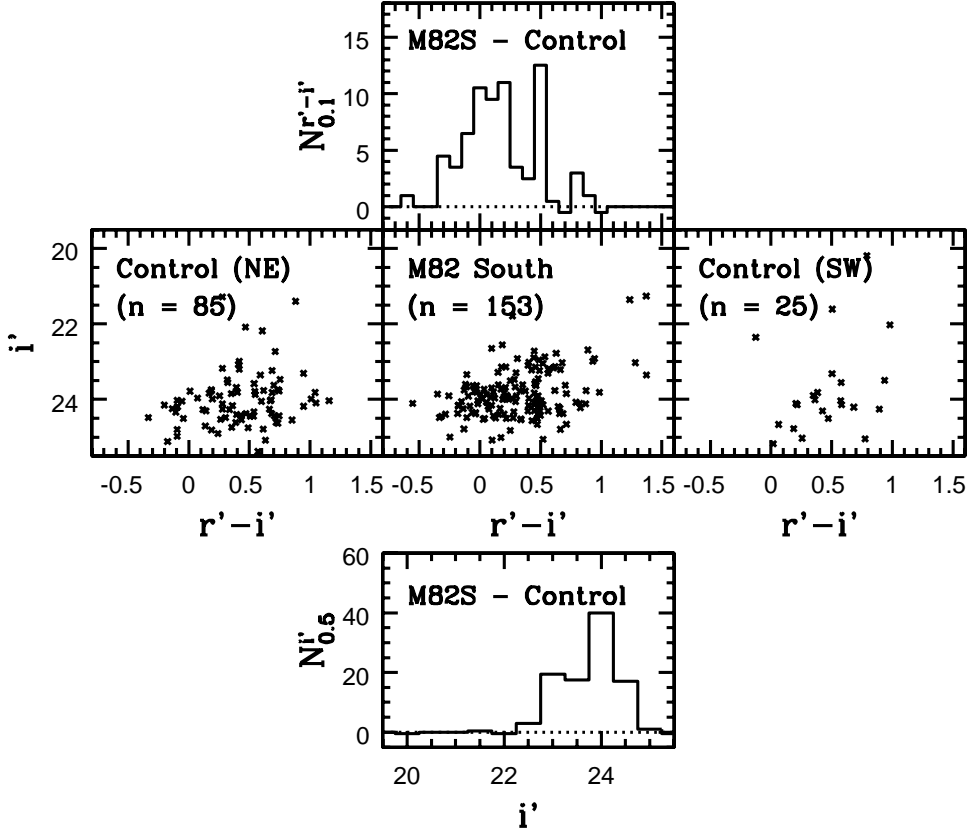 M82S - Control
15
10
5
0
N0.1 r'-i'
20
22
24
i'
Control (NE)
(n = 85)
M82 South
(n = 153)
Control (SW)
(n = 25)
-0.5 0 0.5 1 1.5
-0.5 0 0.5 1 1.5
-0.5 0 0.5 1 1.5
r'-i'
r'-i'
r'-i'
M82S - Control
60
40
20
0
N0.5 i'
20 22 24
i'